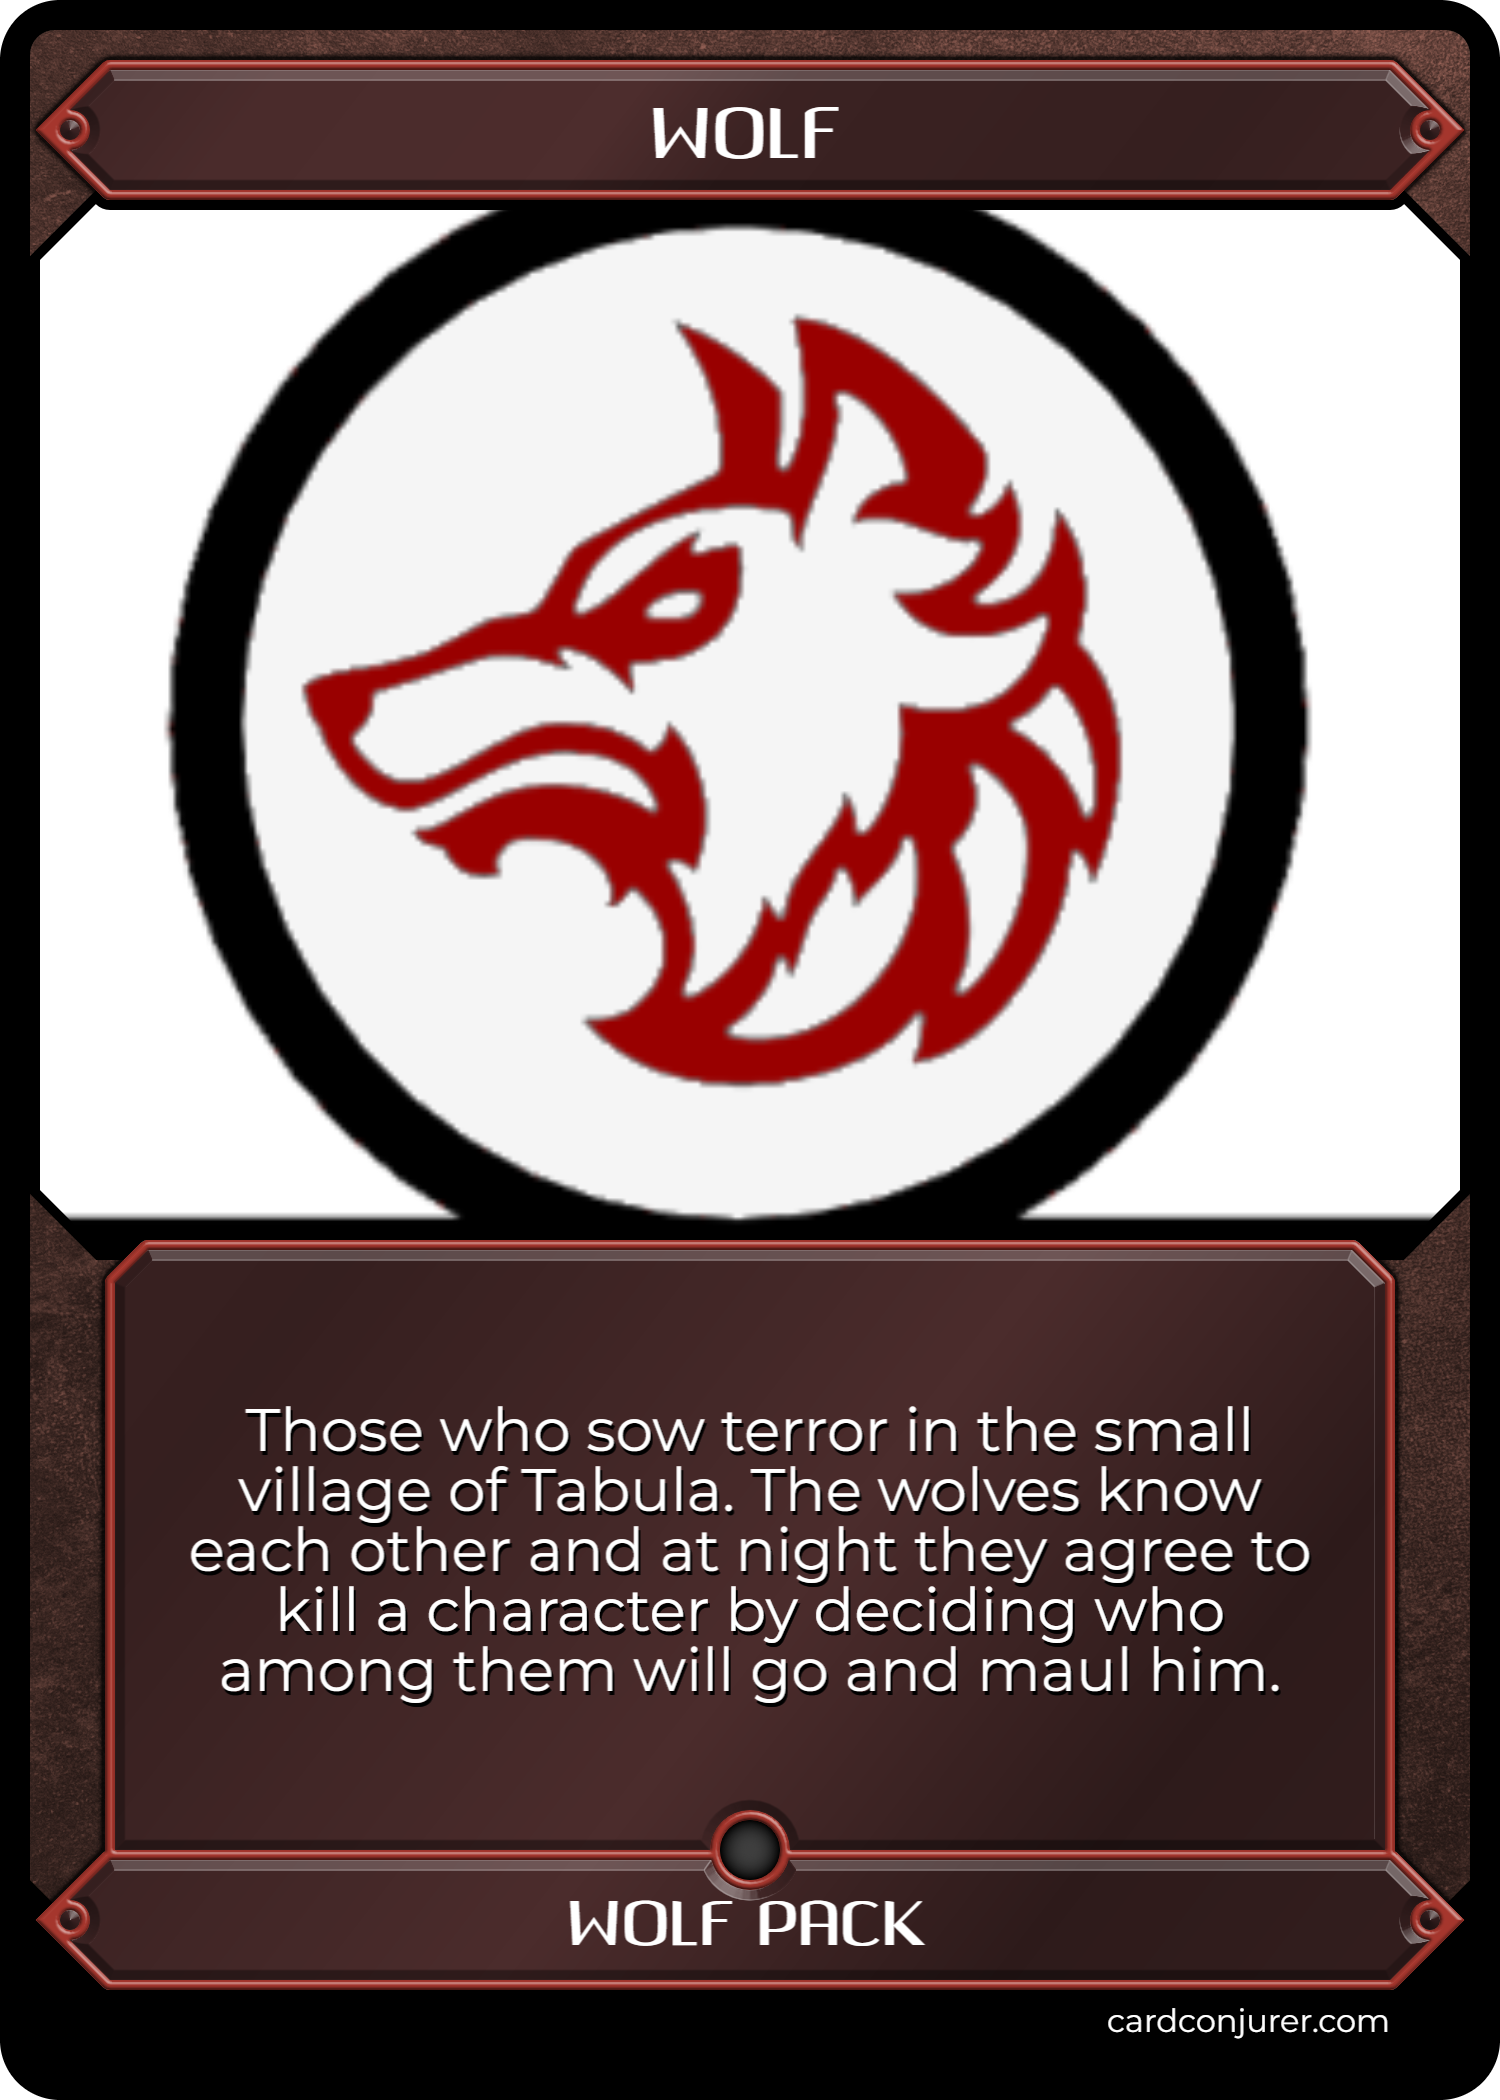 WOLF
Those who sow terror in the small
village of Tabula. The wolves know
each other and at night they agree to
kill a character by deciding who
among them will go and maul him.
WOLF PACK
cardconjurer.com